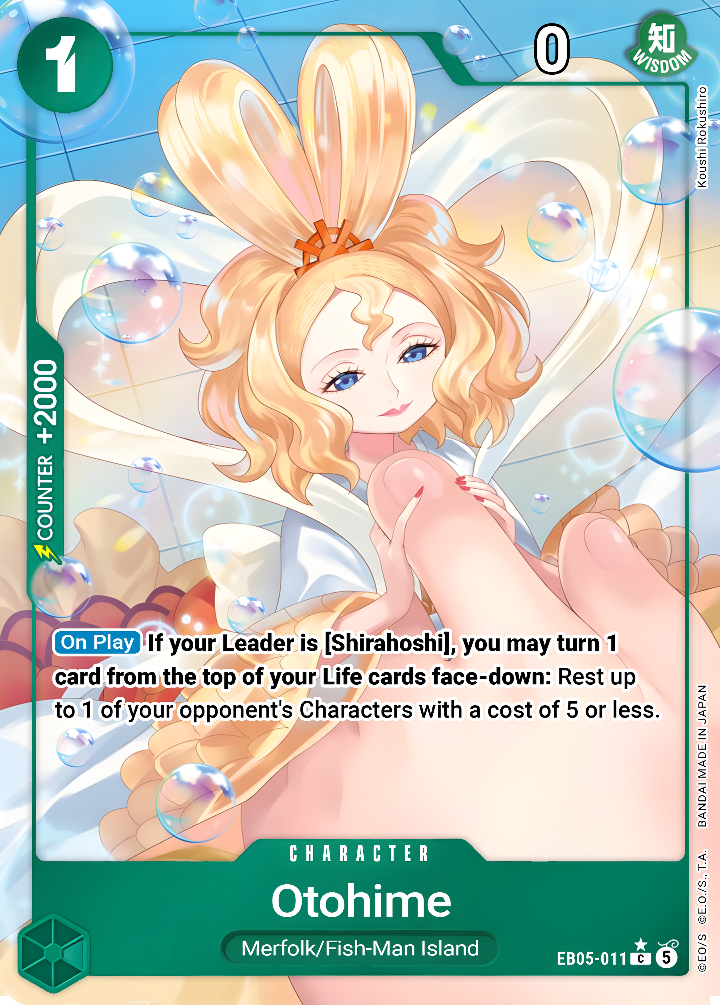 1
0
知
WISDOM
Koushi Rokushiro
COUNTER +2000
On Play If your Leader is [Shirahoshi], you may turn 1
card from the top of your Life cards face-down: Rest up
to 1 of your opponent's Characters with a cost of 5 or less.
CHARACTER
Otohime
Merfolk/Fish-Man Island
EB05-011 C 5
©EO/S ©E.O./S., T.A. BANDAI MADE IN JAPAN